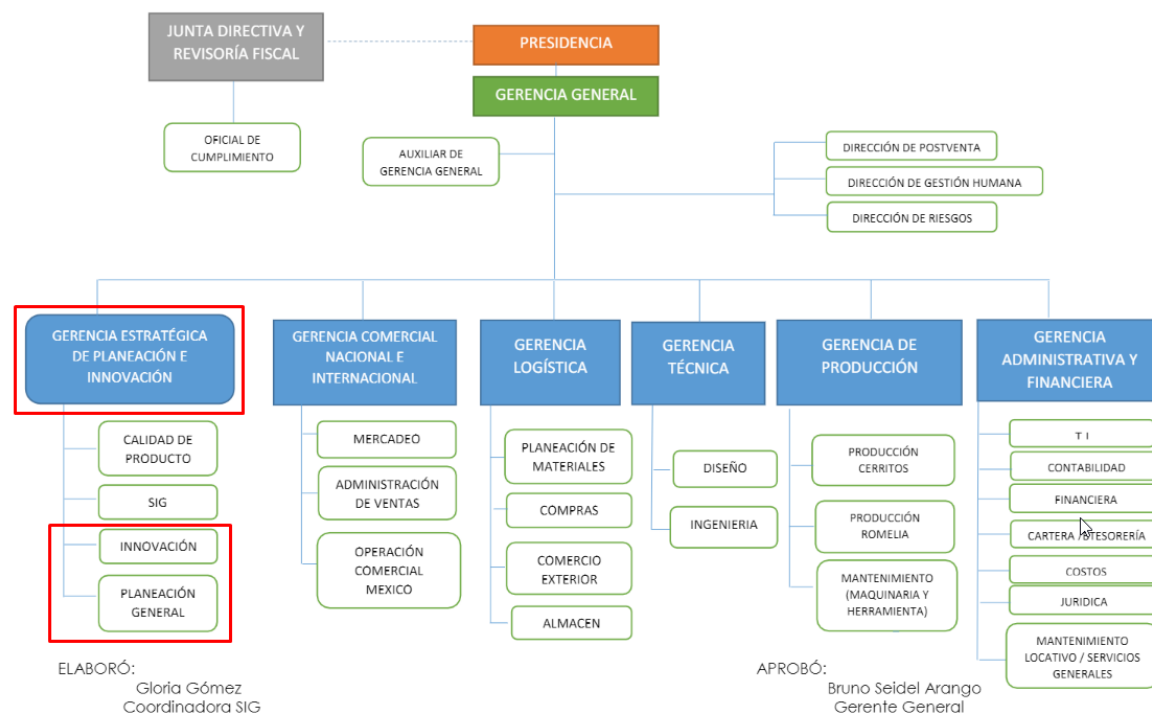 JUNTA DIRECTIVA Y
REVISORÍA FISCAL
PRESIDENCIA
GERENCIA GENERAL
OFICIAL DE
CUMPLIMIENTO
AUXILIAR DE
GERENCIA GENERAL
DIRECCIÓN DE POSTVENTA
DIRECCIÓN DE GESTIÓN HUMANA
DIRECCIÓN DE RIESGOS
GERENCIA ESTRATÉGICA
DE PLANEACIÓN E
INNOVACIÓN
CALIDAD DE
PRODUCTO
SIG
INNOVACIÓN
PLANEACIÓN
GENERAL
GERENCIA COMERCIAL
NACIONAL E
INTERNACIONAL
MERCADEO
ADMINISTRACIÓN
DE VENTAS
OPERACIÓN
COMERCIAL
MEXICO
GERENCIA
LOGÍSTICA
PLANEACIÓN DE
MATERIALES
COMPRAS
COMERCIO
EXTERIOR
ALMACEN
GERENCIA
TÉCNICA
DISEÑO
INGENIERIA
GERENCIA DE
PRODUCCIÓN
PRODUCCIÓN
CERRITOS
PRODUCCIÓN
ROMELIA
MANTENIMIENTO
(MAQUINARIA Y
HERRAMIENTA)
GERENCIA
ADMINISTRATIVA Y
FINANCIERA
T I
CONTABILIDAD
FINANCIERA
CARTERA / TESORERÍA
COSTOS
JURIDICA
MANTENIMIENTO
LOCATIVO / SERVICIOS
GENERALES
ELABORÓ:
Gloria Gómez
Coordinadora SIG
APROBÓ:
Bruno Seidel Arango
Gerente General